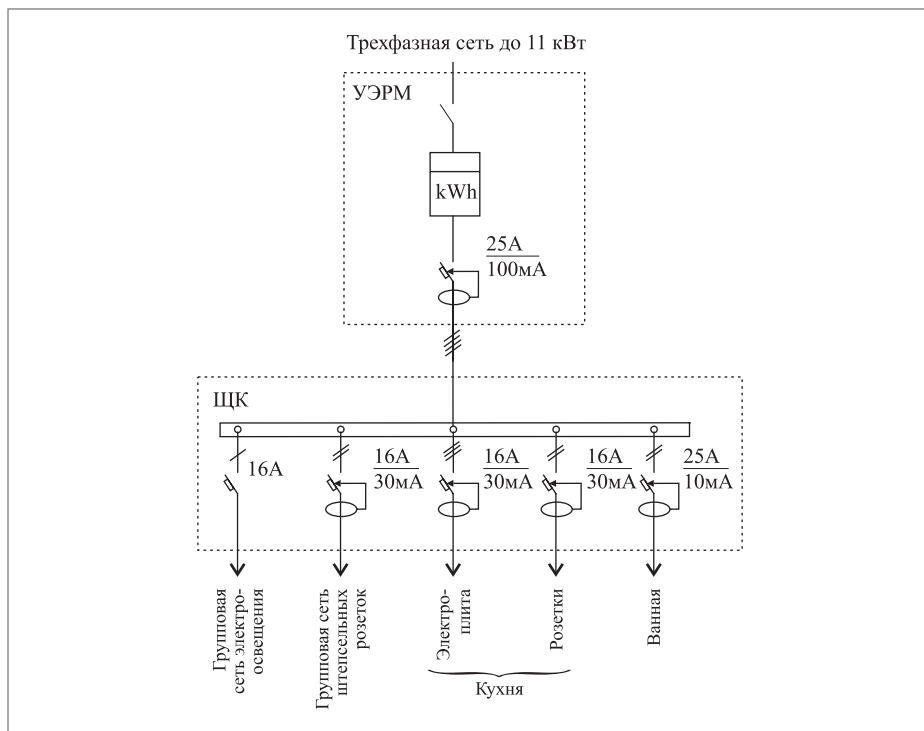 Трехфазная сеть до 11 кВт
УЭРМ
kWh
25А
100мА
ЩК
16А
16А
30мА
16А
30мА
16А
30мА
25А
10мА
Групповая
сеть электро-
освещения
Групповая сеть
штепсельных
розеток
Электро-
плита
Розетки
Ванная
Кухня